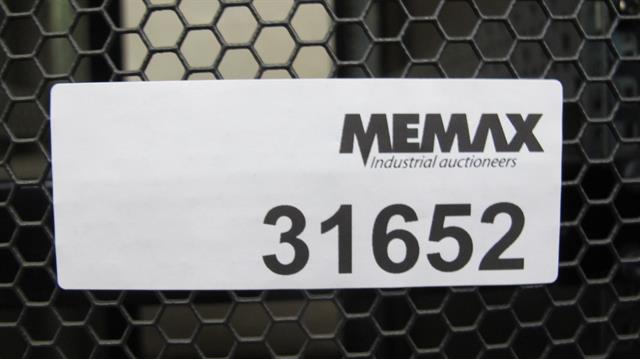 MEMAX
Industrial auctioneers
31652